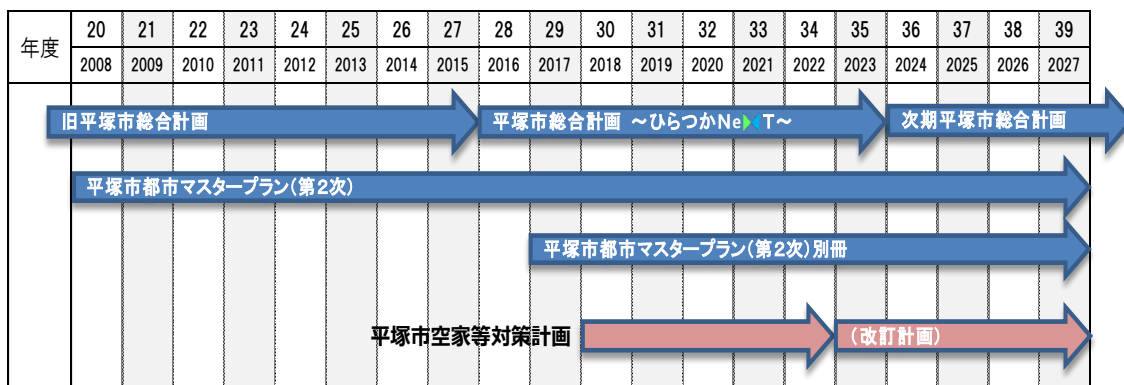 年度 20 21 22 23 24 25 26 27 28 29 30 31 32 33 34 35 36 37 38 39
2008 2009 2010 2011 2012 2013 2014 2015 2016 2017 2018 2019 2020 2021 2022 2023 2024 2025 2026 2027
旧平塚市総合計画 平塚市総合計画 ～ひらつかNeXT～ 次期平塚市総合計画
平塚市都市マスタープラン(第2次)
平塚市都市マスタープラン(第2次)別冊
平塚市空家等対策計画 (改訂計画)